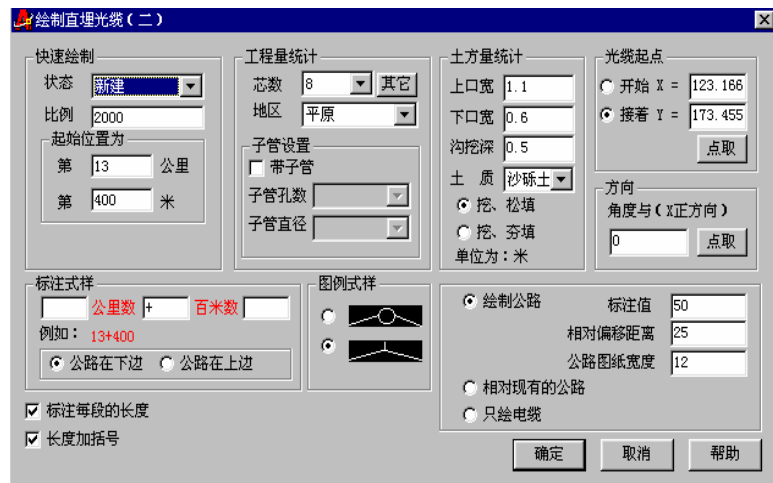 绘制直埋光缆(二)
快速绘制
状态 新建
比例 2000
起始位置为
第 13 公里
第 400 米
工程量统计
芯数 8 其它
地区 平原
子管设置
带子管
子管孔数
子管直径
土方量统计
上口宽 1.1
下口宽 0.6
沟挖深 0.5
土 质 沙砾土
挖、松填
挖、夯填
单位为:米
光缆起点
开始 X = 123.166
接着 Y = 173.455
点取
方向
角度与(X正方向)
0 点取
标注式样
公里数 + 百米数
例如: 13+400
公路在下边 公路在上边
图例式样
绘制公路 标注值 50
相对偏移距离 25
公路图纸宽度 12
相对现有的公路
只绘电缆
标注每段的长度
长度加括号
确定 取消 帮助